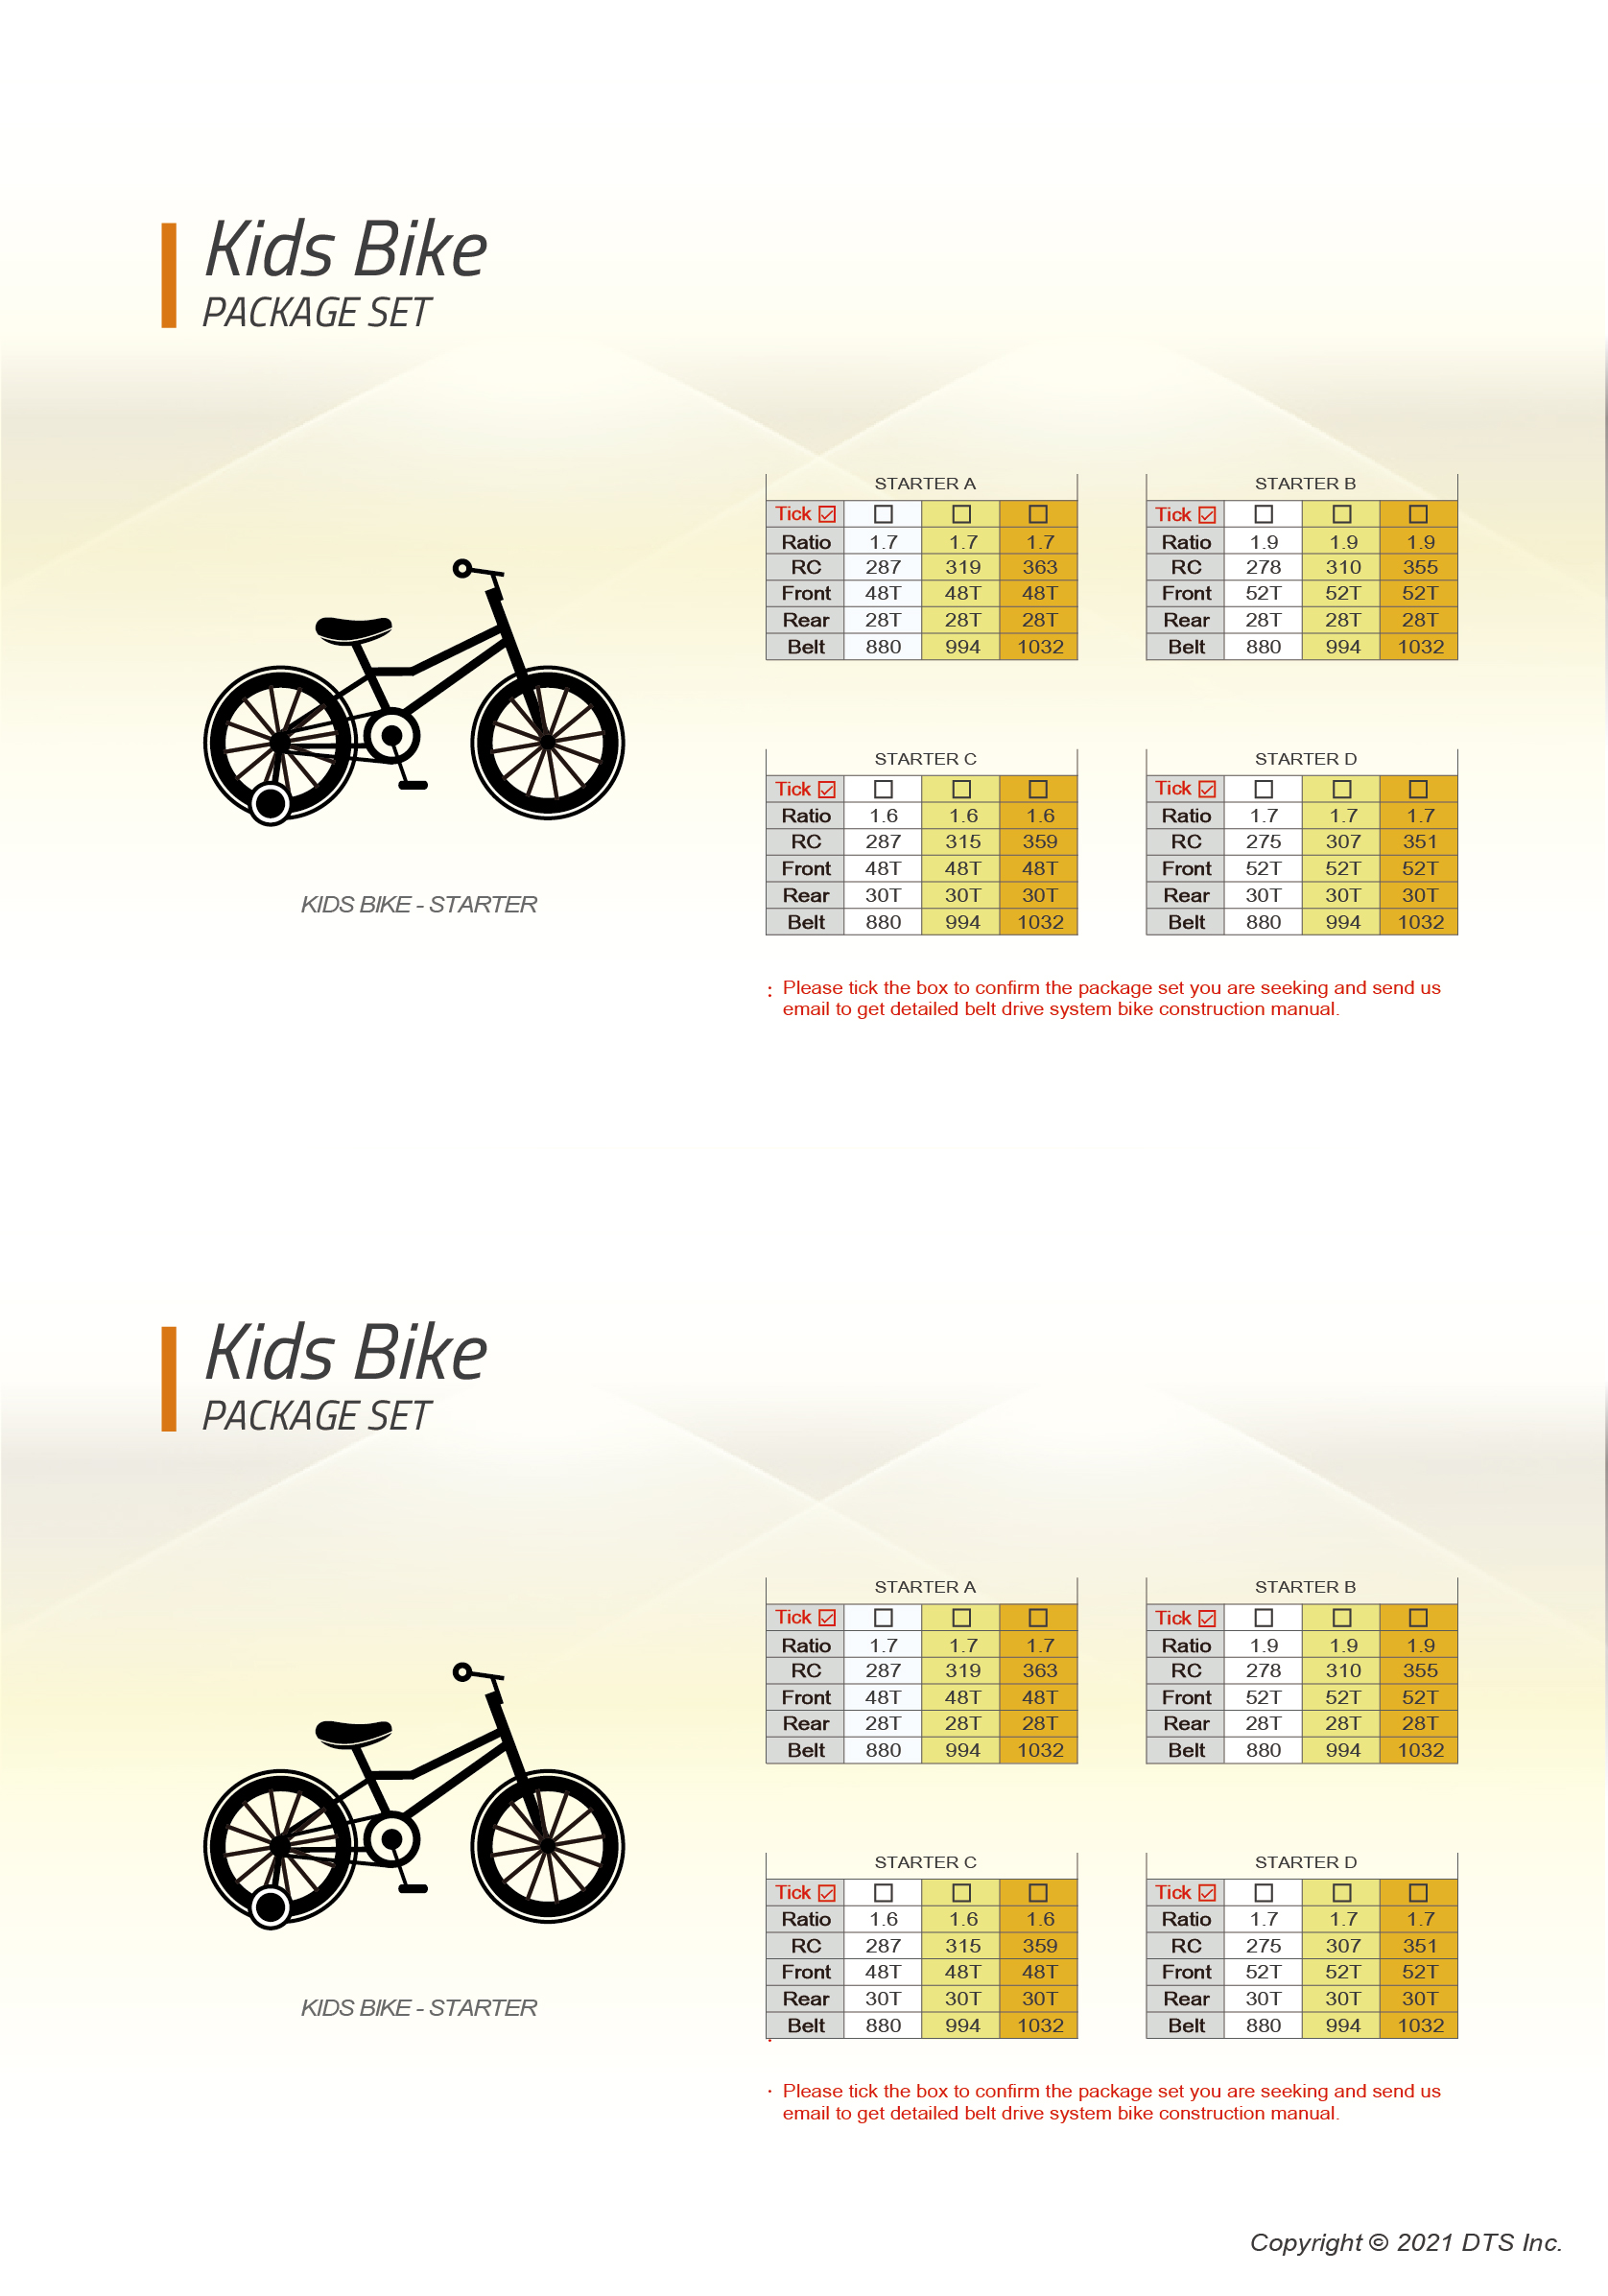 Kids Bike
PACKAGE SET
STARTER A
Tick
Ratio 1.7 1.7 1.7
RC 287 319 363
Front 48T 48T 48T
Rear 28T 28T 28T
Belt 880 994 1032
STARTER B
Tick
Ratio 1.9 1.9 1.9
RC 278 310 355
Front 52T 52T 52T
Rear 28T 28T 28T
Belt 880 994 1032
STARTER C
Tick
Ratio 1.6 1.6 1.6
RC 287 315 359
Front 48T 48T 48T
Rear 30T 30T 30T
Belt 880 994 1032
STARTER D
Tick
Ratio 1.7 1.7 1.7
RC 275 307 351
Front 52T 52T 52T
Rear 30T 30T 30T
Belt 880 994 1032
KIDS BIKE - STARTER
: Please tick the box to confirm the package set you are seeking and send us
email to get detailed belt drive system bike construction manual.
Kids Bike
PACKAGE SET
STARTER A
Tick
Ratio 1.7 1.7 1.7
RC 287 319 363
Front 48T 48T 48T
Rear 28T 28T 28T
Belt 880 994 1032
STARTER B
Tick
Ratio 1.9 1.9 1.9
RC 278 310 355
Front 52T 52T 52T
Rear 28T 28T 28T
Belt 880 994 1032
STARTER C
Tick
Ratio 1.6 1.6 1.6
RC 287 315 359
Front 48T 48T 48T
Rear 30T 30T 30T
Belt 880 994 1032
STARTER D
Tick
Ratio 1.7 1.7 1.7
RC 275 307 351
Front 52T 52T 52T
Rear 30T 30T 30T
Belt 880 994 1032
KIDS BIKE - STARTER
· Please tick the box to confirm the package set you are seeking and send us
email to get detailed belt drive system bike construction manual.
Copyright © 2021 DTS Inc.